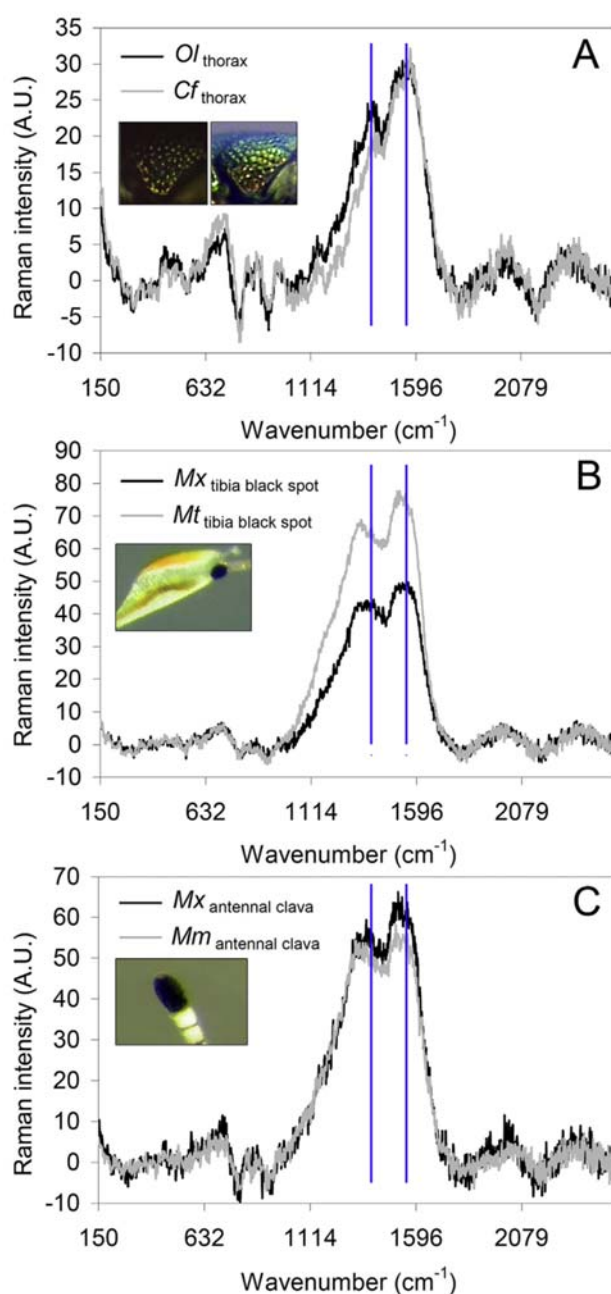 A
Ol thorax
Cf thorax
35
30
25
20
15
10
5
0
-5
-10
Raman intensity (A.U.)
150 632 1114 1596 2079
Wavenumber (cm⁻¹)
B
Mx tibia black spot
Mt tibia black spot
90
80
70
60
50
40
30
20
10
0
-10
Raman intensity (A.U.)
150 632 1114 1596 2079
Wavenumber (cm⁻¹)
C
Mx antennal clava
Mm antennal clava
70
60
50
40
30
20
10
0
-10
Raman intensity (A.U.)
150 632 1114 1596 2079
Wavenumber (cm⁻¹)